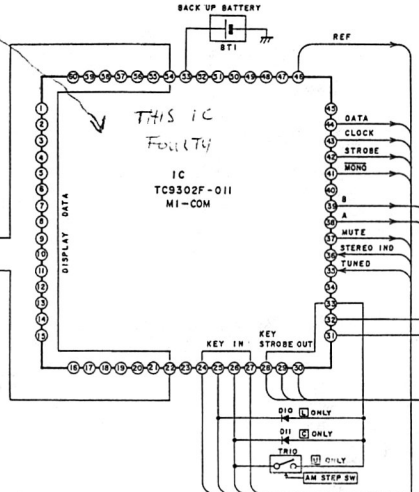 BACK UP BATTERY
BT1
REF
60 59 58 57 56 55 54 53 52 51 50 49 48 47 46
THIS IC
FOULTY
IC
TC9302F-011
MI-COM
DISPLAY DATA
1
2
3
4
5
6
7
8
9
10
11
12
13
14
15
45
44 DATA
43 CLOCK
42 STROBE
41 MONO
40
39 B
38 A
37 MUTE
36 STEREO IND
35 TUNED
34
33
32
31
KEY IN
KEY
STROBE OUT
16 17 18 19 20 21 22 23 24 25 26 27 28 29 30
D10 L ONLY
D11 C ONLY
TR10 U ONLY
AM STEP SW